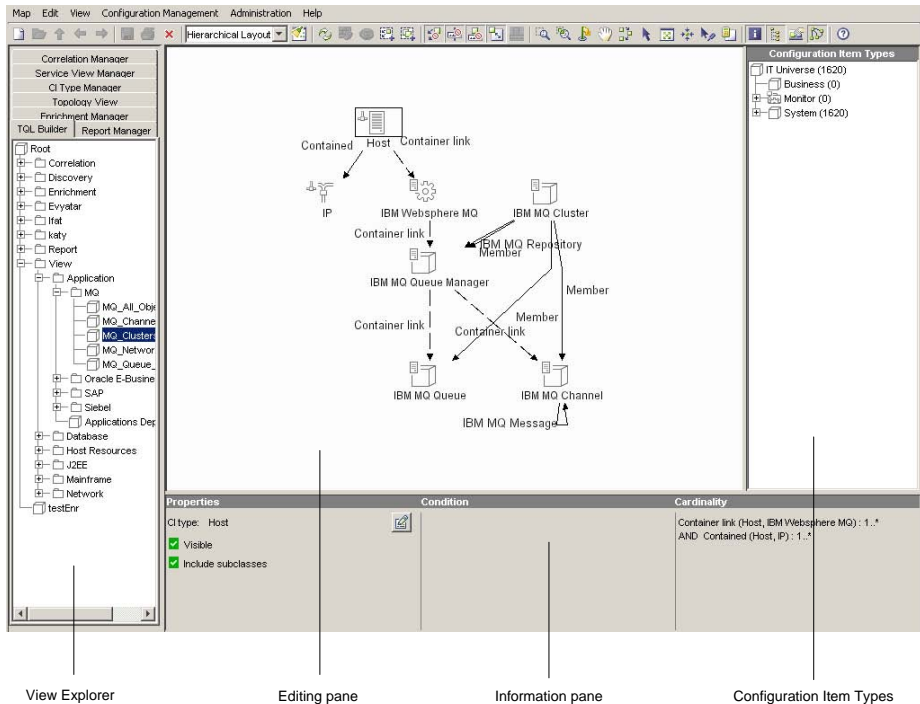 Map Edit View Configuration Management Administration Help
Hierarchical Layout
Correlation Manager
Service View Manager
CI Type Manager
Topology View
Enrichment Manager
TQL Builder Report Manager
Root
Correlation
Discovery
Enrichment
Evyatar
Ifat
katy
Report
View
Application
MQ
MQ_All_Obje
MQ_Channe
MQ_Clusters
MQ_Networ
MQ_Queue_
Oracle E-Busine
SAP
Siebel
Applications Dep
Database
Host Resources
J2EE
Mainframe
Network
testEnr
Contained Host Container link
IP IBM Websphere MQ IBM MQ Cluster
Container link
IBM MQ Repository
Member
IBM MQ Queue Manager
Member
Member
Container link Container link
IBM MQ Queue IBM MQ Channel
IBM MQ Message
Configuration Item Types
IT Universe (1620)
Business (0)
Monitor (0)
System (1620)
Properties Condition Cardinality
CI type: Host
Visible
Include subclasses
Container link (Host, IBM Websphere MQ) : 1..*
AND Contained (Host, IP) : 1..*
View Explorer Editing pane Information pane Configuration Item Types